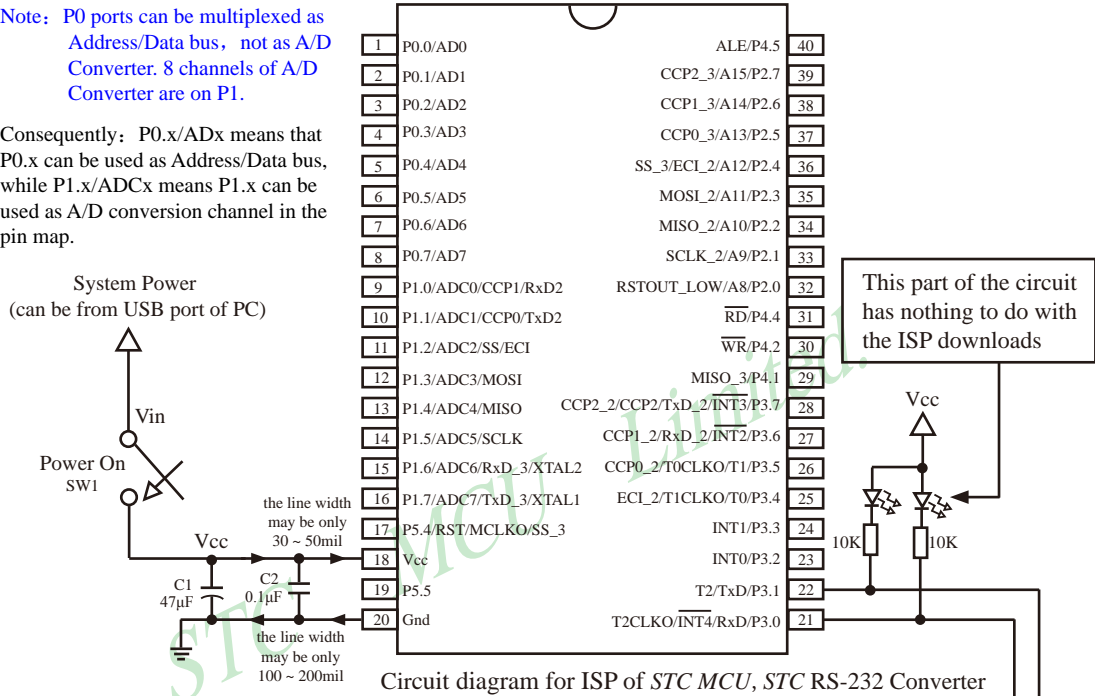 Note：P0 ports can be multiplexed as
Address/Data bus，not as A/D
Converter. 8 channels of A/D
Converter are on P1.
Consequently：P0.x/ADx means that
P0.x can be used as Address/Data bus,
while P1.x/ADCx means P1.x can be
used as A/D conversion channel in the
pin map.
System Power
(can be from USB port of PC)
Vin
Power On
SW1
Vcc
the line width
may be only
30 ~ 50mil
C1
47μF
C2
0.1μF
the line width
may be only
100 ~ 200mil
1 P0.0/AD0
2 P0.1/AD1
3 P0.2/AD2
4 P0.3/AD3
5 P0.4/AD4
6 P0.5/AD5
7 P0.6/AD6
8 P0.7/AD7
9 P1.0/ADC0/CCP1/RxD2
10 P1.1/ADC1/CCP0/TxD2
11 P1.2/ADC2/SS/ECI
12 P1.3/ADC3/MOSI
13 P1.4/ADC4/MISO
14 P1.5/ADC5/SCLK
15 P1.6/ADC6/RxD_3/XTAL2
16 P1.7/ADC7/TxD_3/XTAL1
17 P5.4/RST/MCLKO/SS_3
18 Vcc
19 P5.5
20 Gnd
ALE/P4.5 40
CCP2_3/A15/P2.7 39
CCP1_3/A14/P2.6 38
CCP0_3/A13/P2.5 37
SS_3/ECI_2/A12/P2.4 36
MOSI_2/A11/P2.3 35
MISO_2/A10/P2.2 34
SCLK_2/A9/P2.1 33
RSTOUT_LOW/A8/P2.0 32
RD/P4.4 31
WR/P4.2 30
MISO_3/P4.1 29
CCP2_2/CCP2/TxD_2/INT3/P3.7 28
CCP1_2/RxD_2/INT2/P3.6 27
CCP0_2/T0CLKO/T1/P3.5 26
ECI_2/T1CLKO/T0/P3.4 25
INT1/P3.3 24
INT0/P3.2 23
T2/TxD/P3.1 22
T2CLKO/INT4/RxD/P3.0 21
This part of the circuit
has nothing to do with
the ISP downloads
Vcc
10K
10K
STC MCU Limited.
Circuit diagram for ISP of STC MCU, STC RS-232 Converter